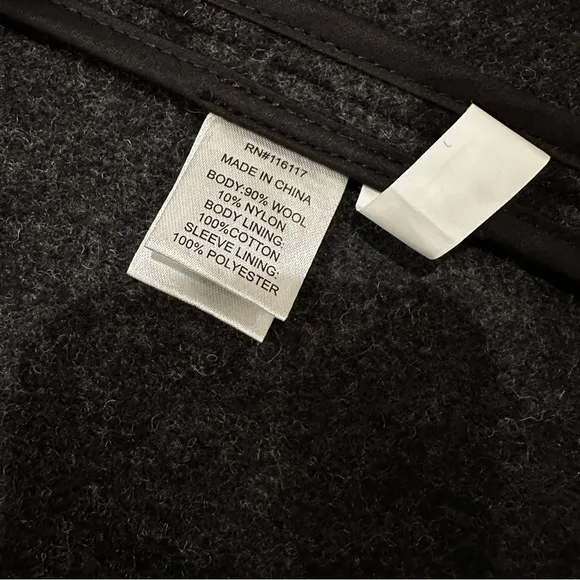 RN#116117
MADE IN CHINA
BODY:90% WOOL
10% NYLON
BODY LINING:
100%COTTON
SLEEVE LINING:
100% POLYESTER